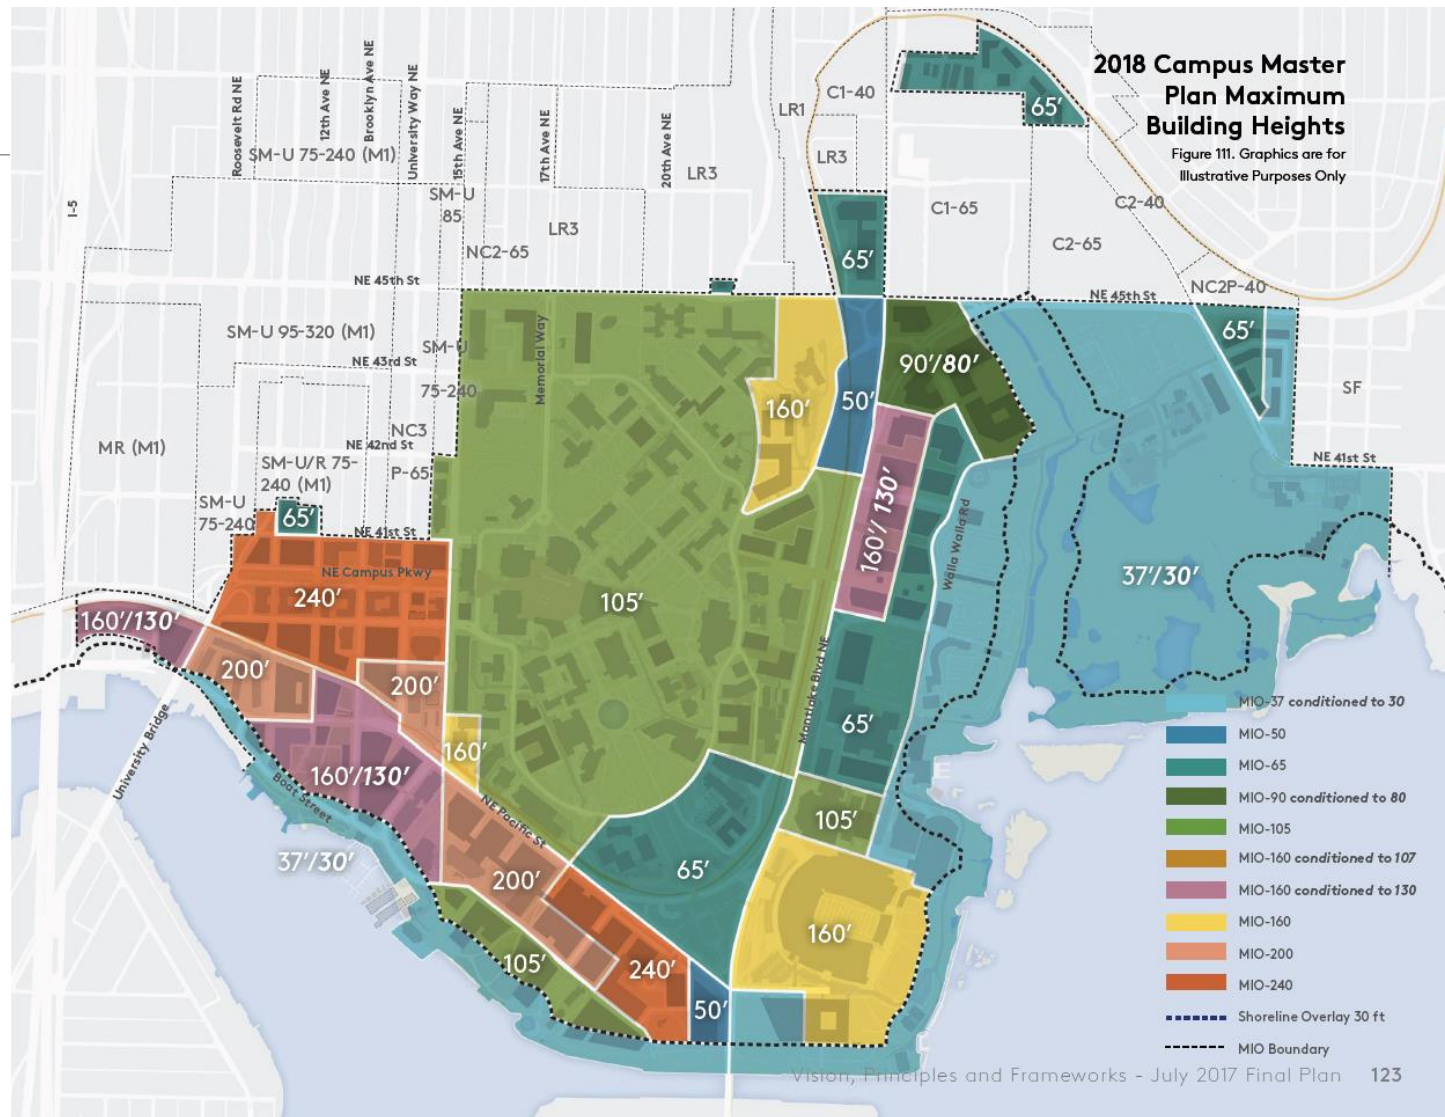 2018 Campus Master
Plan Maximum
Building Heights
Figure 111. Graphics are for
Illustrative Purposes Only
I-5
Roosevelt Rd NE
12th Ave NE
Brooklyn Ave NE
University Way NE
15th Ave NE
17th Ave NE
20th Ave NE
SM-U 75-240 (M1)
SM-U
85
NC2-65
LR3
LR3
LR1
C1-40
LR3
65'
C1-65
C2-40
C2-65
NC2P-40
65'
NE 45th St
NE 45th St
65'
SM-U 95-320 (M1)
NE 43rd St
SM-U
75-240
Memorial Way
160'
50'
90'/80'
SF
MR (M1)
NC3
P-65
NE 42nd St
SM-U/R 75-
240 (M1)
NE 41st St
SM-U
75-240
65'
NE 41st St
NE Campus Pkwy
240'
105'
160'/ 130'
Walla Walla Rd
37'/30'
160'/130'
200'
200'
Montlake Blvd NE
65'
160'
160'/130'
University Bridge
Boat Street
NE Pacific St
37'/30'
105'
65'
200'
160'
105'
240'
50'
MIO-37 conditioned to 30
MIO-50
MIO-65
MIO-90 conditioned to 80
MIO-105
MIO-160 conditioned to 107
MIO-160 conditioned to 130
MIO-160
MIO-200
MIO-240
Shoreline Overlay 30 ft
MIO Boundary
Vision, Principles and Frameworks - July 2017 Final Plan 123